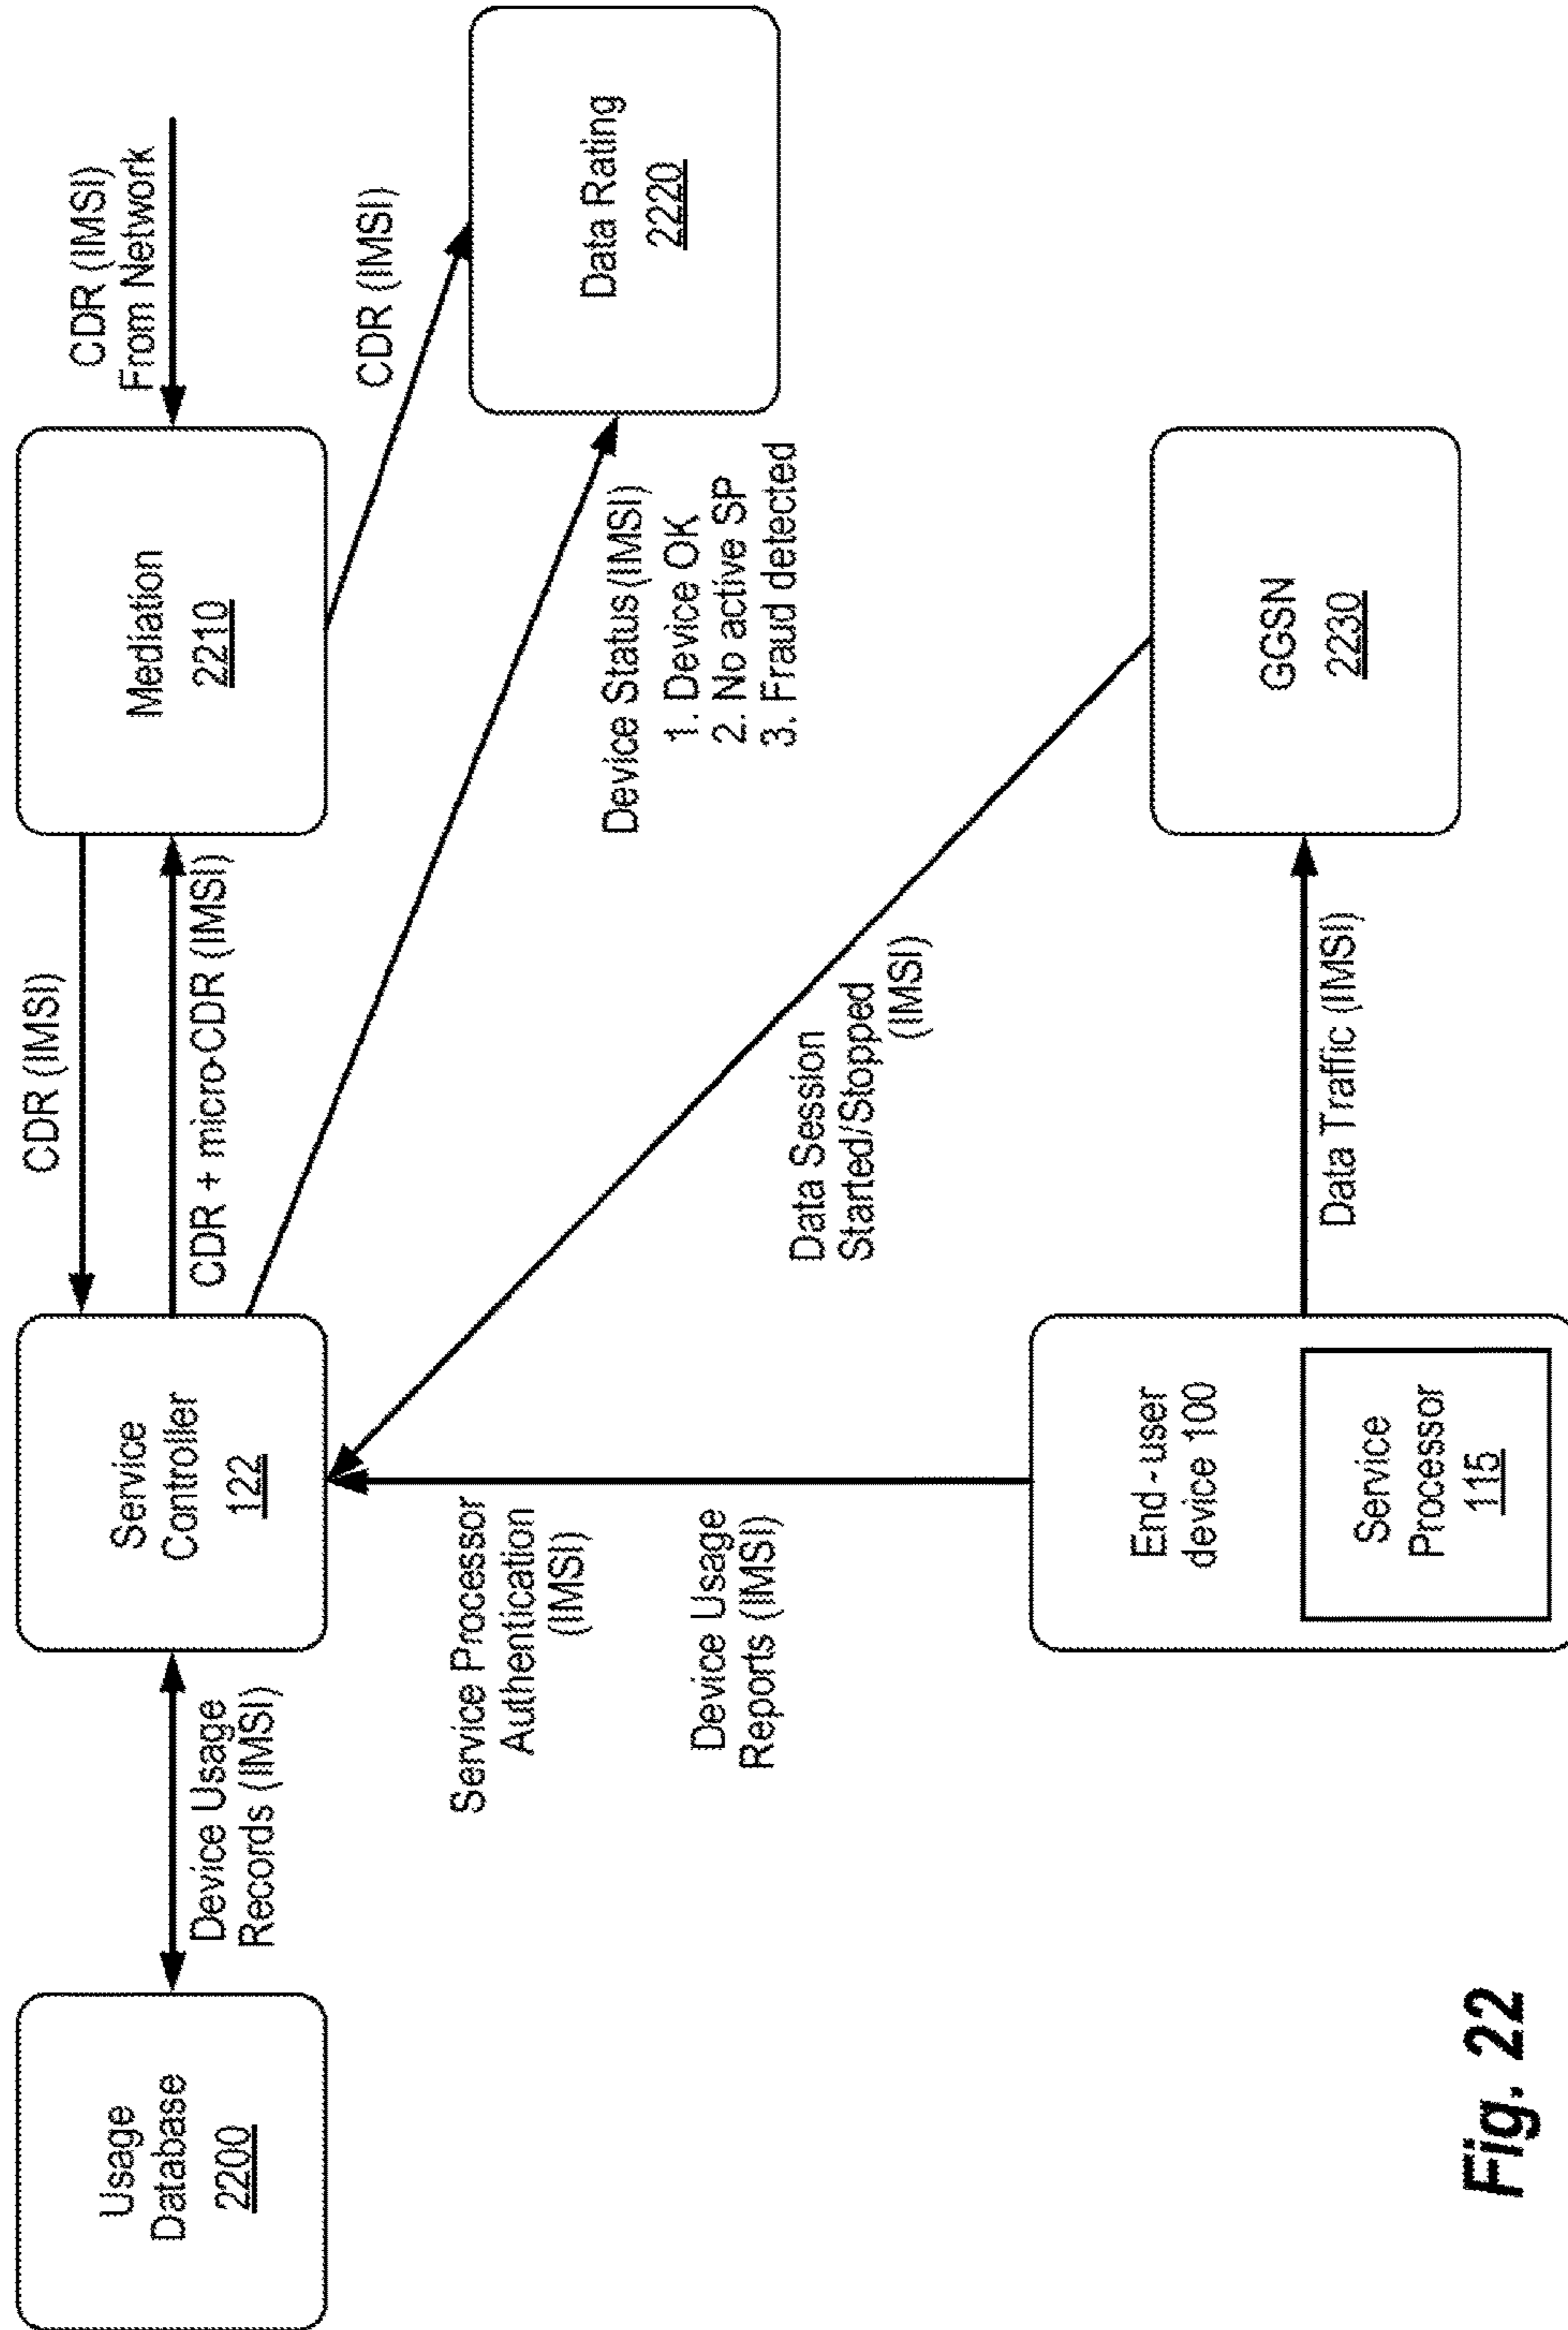 Usage
Database
2200
Device Usage
Records (IMSI)
Service
Controller
122
CDR (IMSI)
CDR + micro-CDR (IMSI)
Mediation
2210
CDR (IMSI)
From Network
CDR (IMSI)
Data Rating
2220
Device Status (IMSI)
1. Device OK
2. No active SP
3. Fraud detected
Service Processor
Authentication
(IMSI)
Device Usage
Reports (IMSI)
Data Session
Started/Stopped
(IMSI)
End-user
device 100
Service
Processor
115
Data Traffic (IMSI)
GGSN
2230
Fig. 22